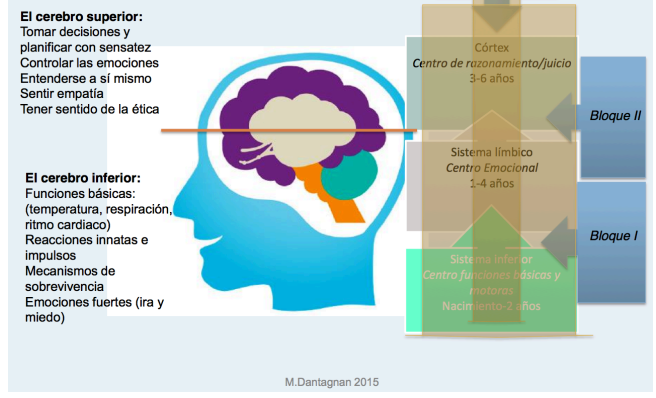 El cerebro superior:
Tomar decisiones y
planificar con sensatez
Controlar las emociones
Entenderse a sí mismo
Sentir empatía
Tener sentido de la ética
El cerebro inferior:
Funciones básicas:
(temperatura, respiración,
ritmo cardiaco)
Reacciones innatas e
impulsos
Mecanismos de
sobrevivencia
Emociones fuertes (ira y
miedo)
Córtex
Centro de razonamiento/juicio
3-6 años
Sistema límbico
Centro Emocional
1-4 años
Sistema inferior
Centro funciones básicas y
motoras
Nacimiento-2 años
Bloque II
Bloque I
M.Dantagnan 2015